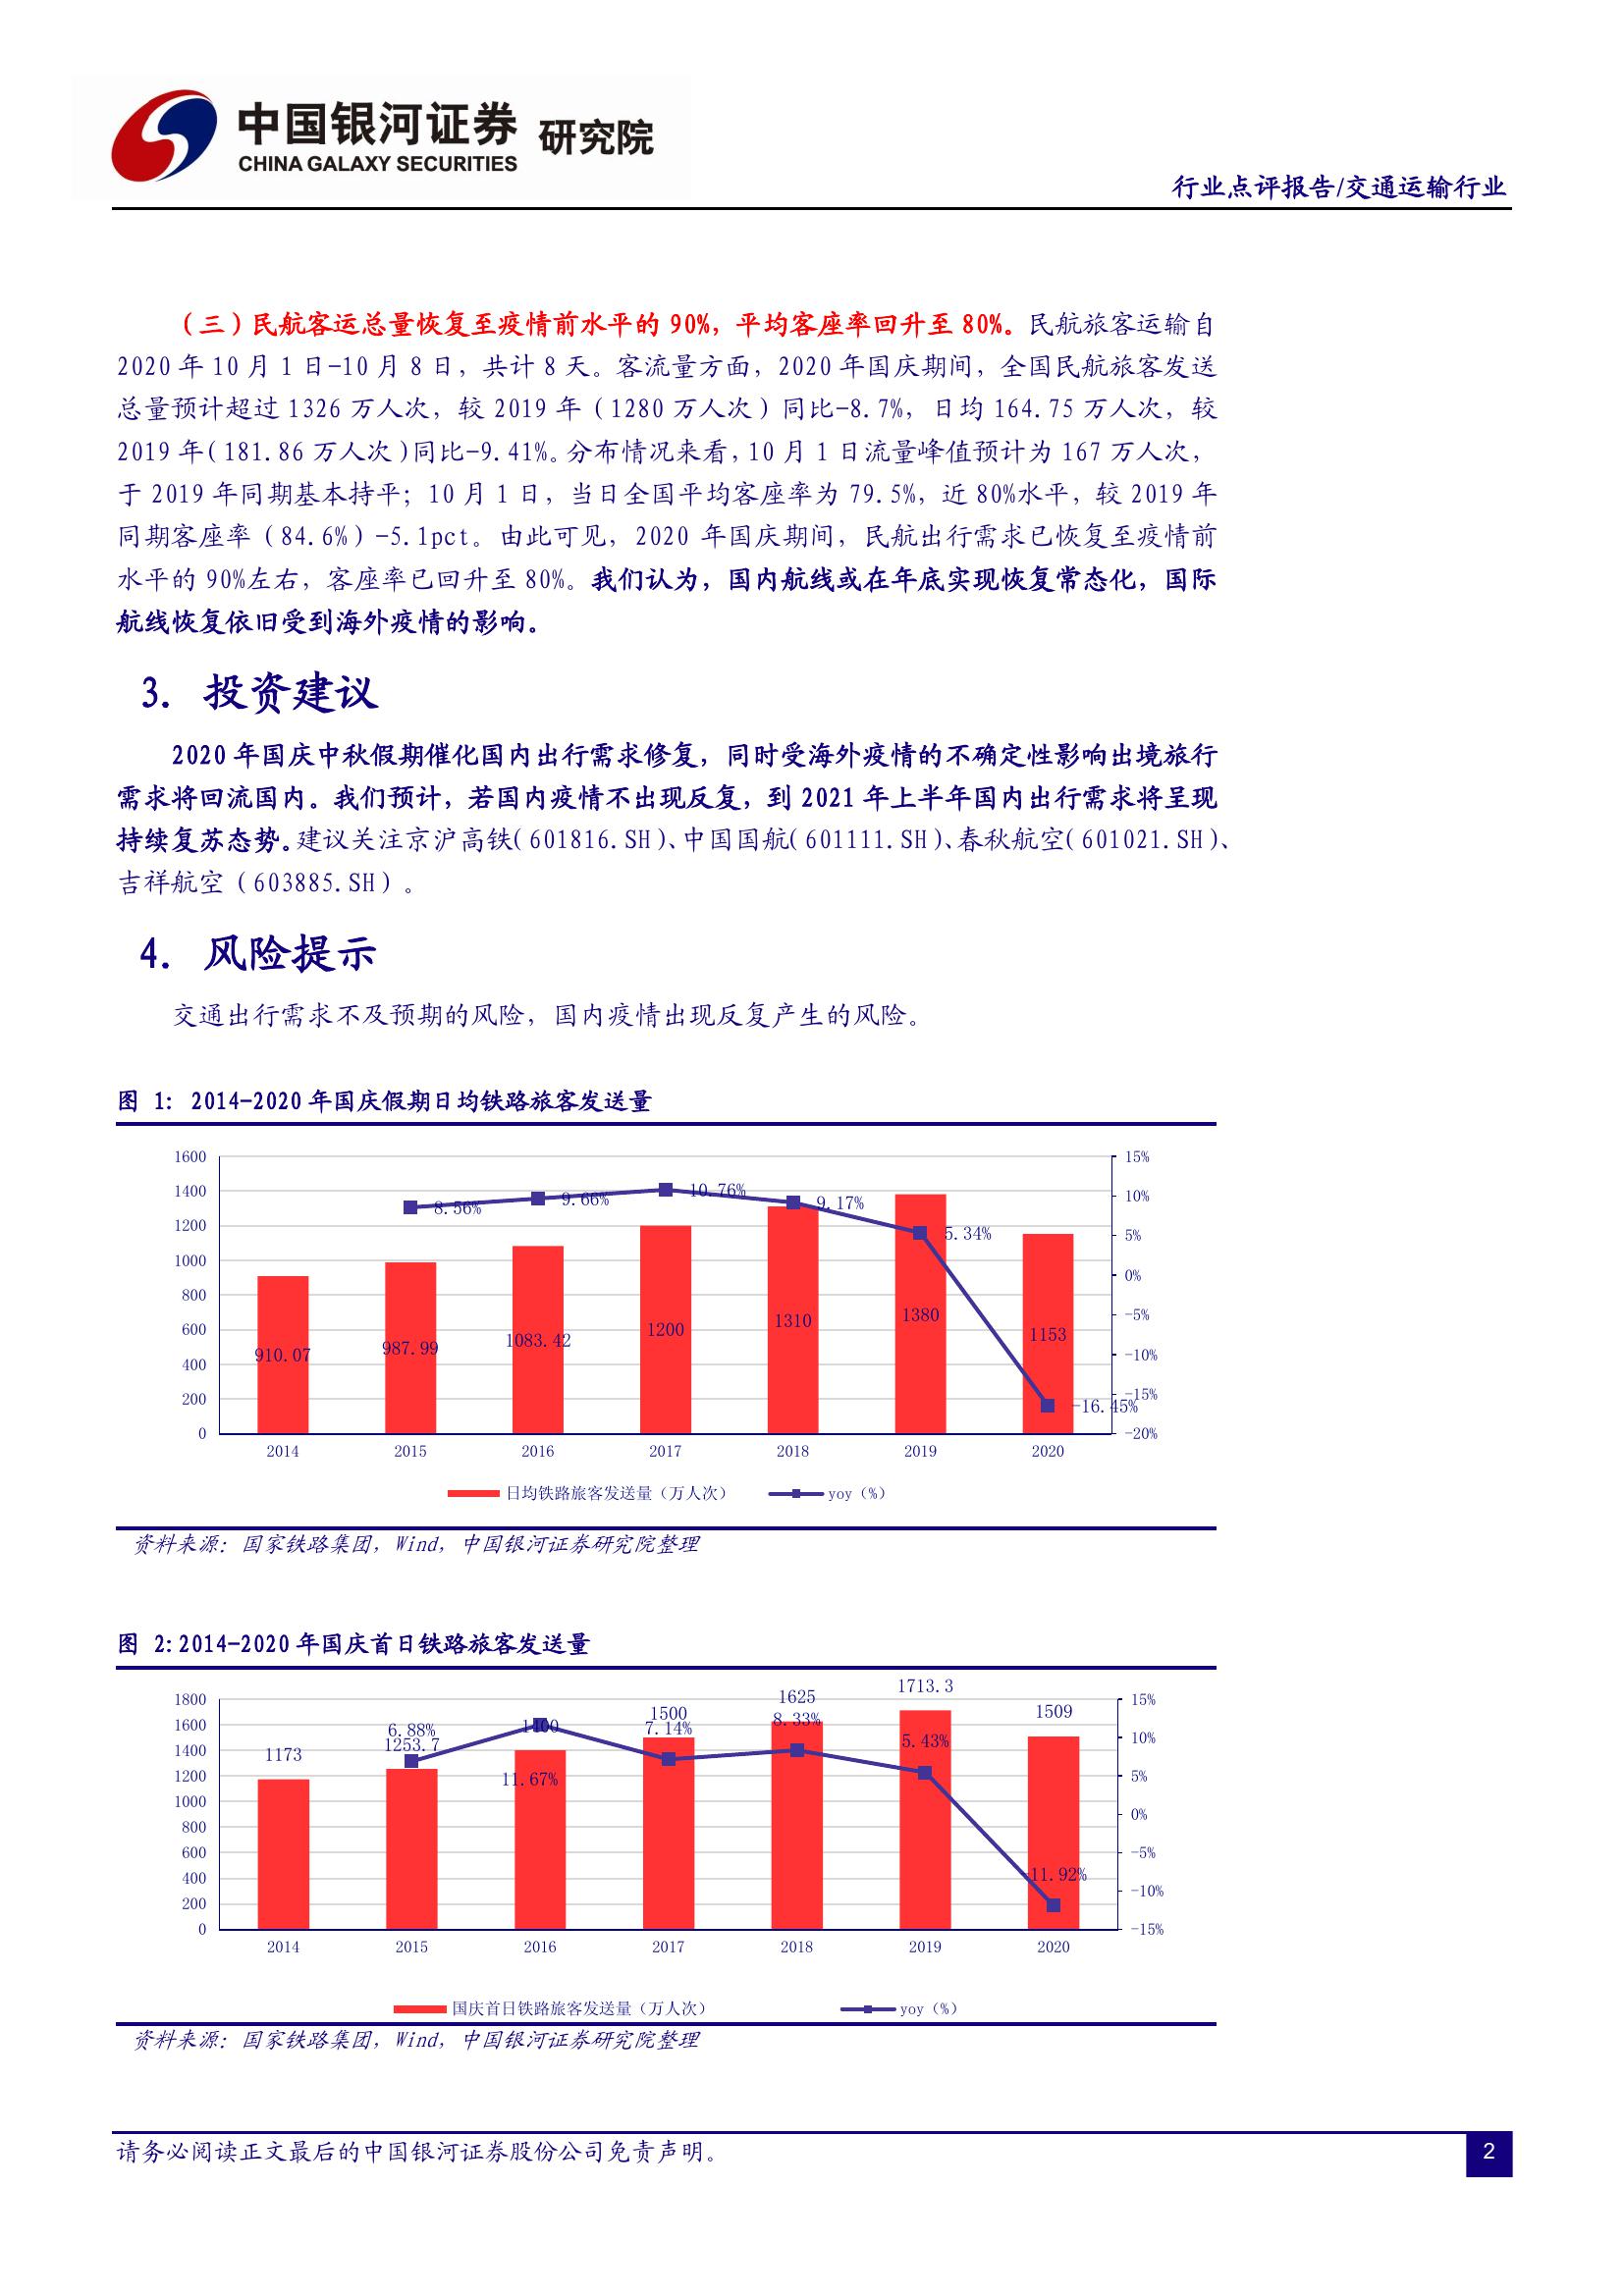 中国银河证券 研究院
CHINA GALAXY SECURITIES
行业点评报告/交通运输行业
（三）民航客运总量恢复至疫情前水平的 90%，平均客座率回升至 80%。民航旅客运输自
2020 年 10 月 1 日-10 月 8 日，共计 8 天。客流量方面，2020 年国庆期间，全国民航旅客发送
总量预计超过 1326 万人次，较 2019 年（1280 万人次）同比-8.7%，日均 164.75 万人次，较
2019 年(181.86 万人次)同比-9.41%。分布情况来看，10 月 1 日流量峰值预计为 167 万人次，
于 2019 年同期基本持平；10 月 1 日，当日全国平均客座率为 79.5%，近 80%水平，较 2019 年
同期客座率（84.6%）-5.1pct。由此可见，2020 年国庆期间，民航出行需求已恢复至疫情前
水平的 90%左右，客座率已回升至 80%。我们认为，国内航线或在年底实现恢复常态化，国际
航线恢复依旧受到海外疫情的影响。
3. 投资建议
2020 年国庆中秋假期催化国内出行需求修复，同时受海外疫情的不确定性影响出境旅行
需求将回流国内。我们预计，若国内疫情不出现反复，到 2021 年上半年国内出行需求将呈现
持续复苏态势。建议关注京沪高铁(601816.SH)、中国国航(601111.SH)、春秋航空(601021.SH)、
吉祥航空（603885.SH）。
4. 风险提示
交通出行需求不及预期的风险，国内疫情出现反复产生的风险。
图 1: 2014-2020 年国庆假期日均铁路旅客发送量
1600 15%
1400 10%
1200 5%
1000 0%
800 -5%
600 -10%
400 -15%
200 -20%
0
8.56% 9.66% 10.76% 9.17% 5.34% -16.45%
910.07 987.99 1083.42 1200 1310 1380 1153
2014 2015 2016 2017 2018 2019 2020
日均铁路旅客发送量（万人次） yoy（%）
资料来源：国家铁路集团，Wind，中国银河证券研究院整理
图 2:2014-2020 年国庆首日铁路旅客发送量
1800 15%
1600 10%
1400 5%
1200 0%
1000 -5%
800 -10%
600 -15%
400
200
0
1173 1253.7 1400 1500 1625 1713.3 1509
6.88% 11.67% 7.14% 8.33% 5.43% -11.92%
2014 2015 2016 2017 2018 2019 2020
国庆首日铁路旅客发送量（万人次） yoy（%）
资料来源：国家铁路集团，Wind，中国银河证券研究院整理
请务必阅读正文最后的中国银河证券股份公司免责声明。
2